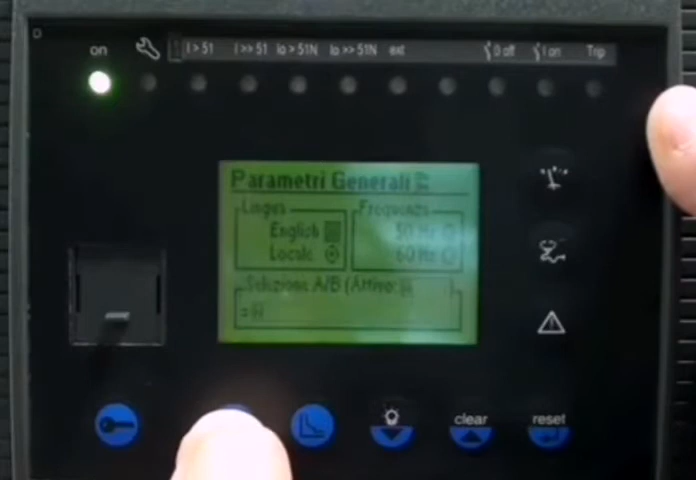 on
I > 51 I >> 51 Io > 51N Io >> 51N ext 0 off I on Trip
Parametri Generali
Lingua Frequenza
English 50 Hz
Locale 60 Hz
Selezione A/B (Attivo:
clear reset